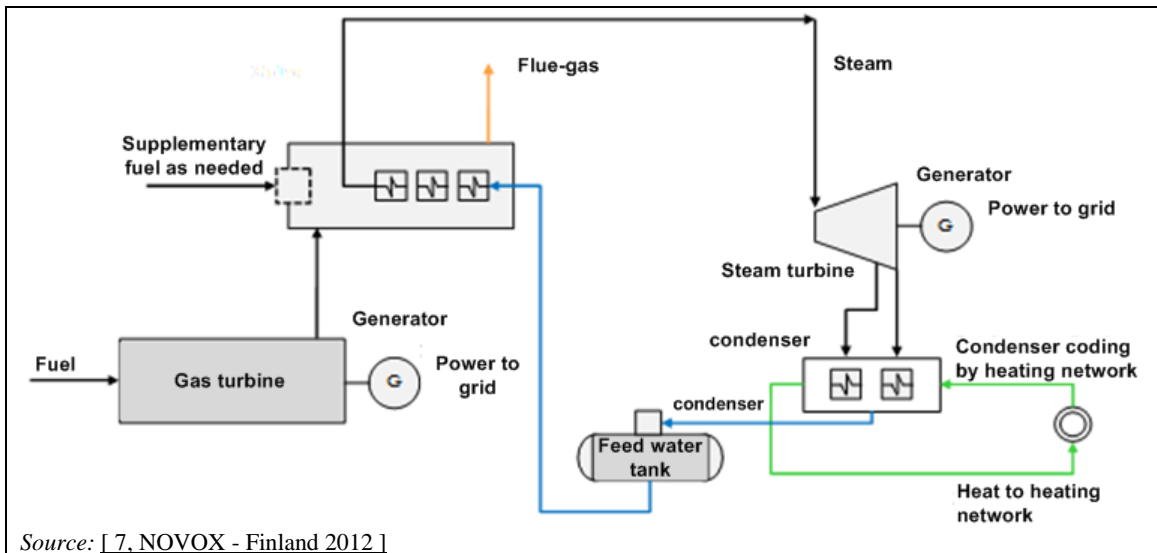 Flue-gas
Steam
Supplementary
fuel as needed
Generator
Power to grid
G
Steam turbine
Generator
Fuel
Gas turbine
G
Power to
grid
condenser
Condenser coding
by heating network
condenser
Feed water
tank
Heat to heating
network
Source: [ 7, NOVOX - Finland 2012 ]